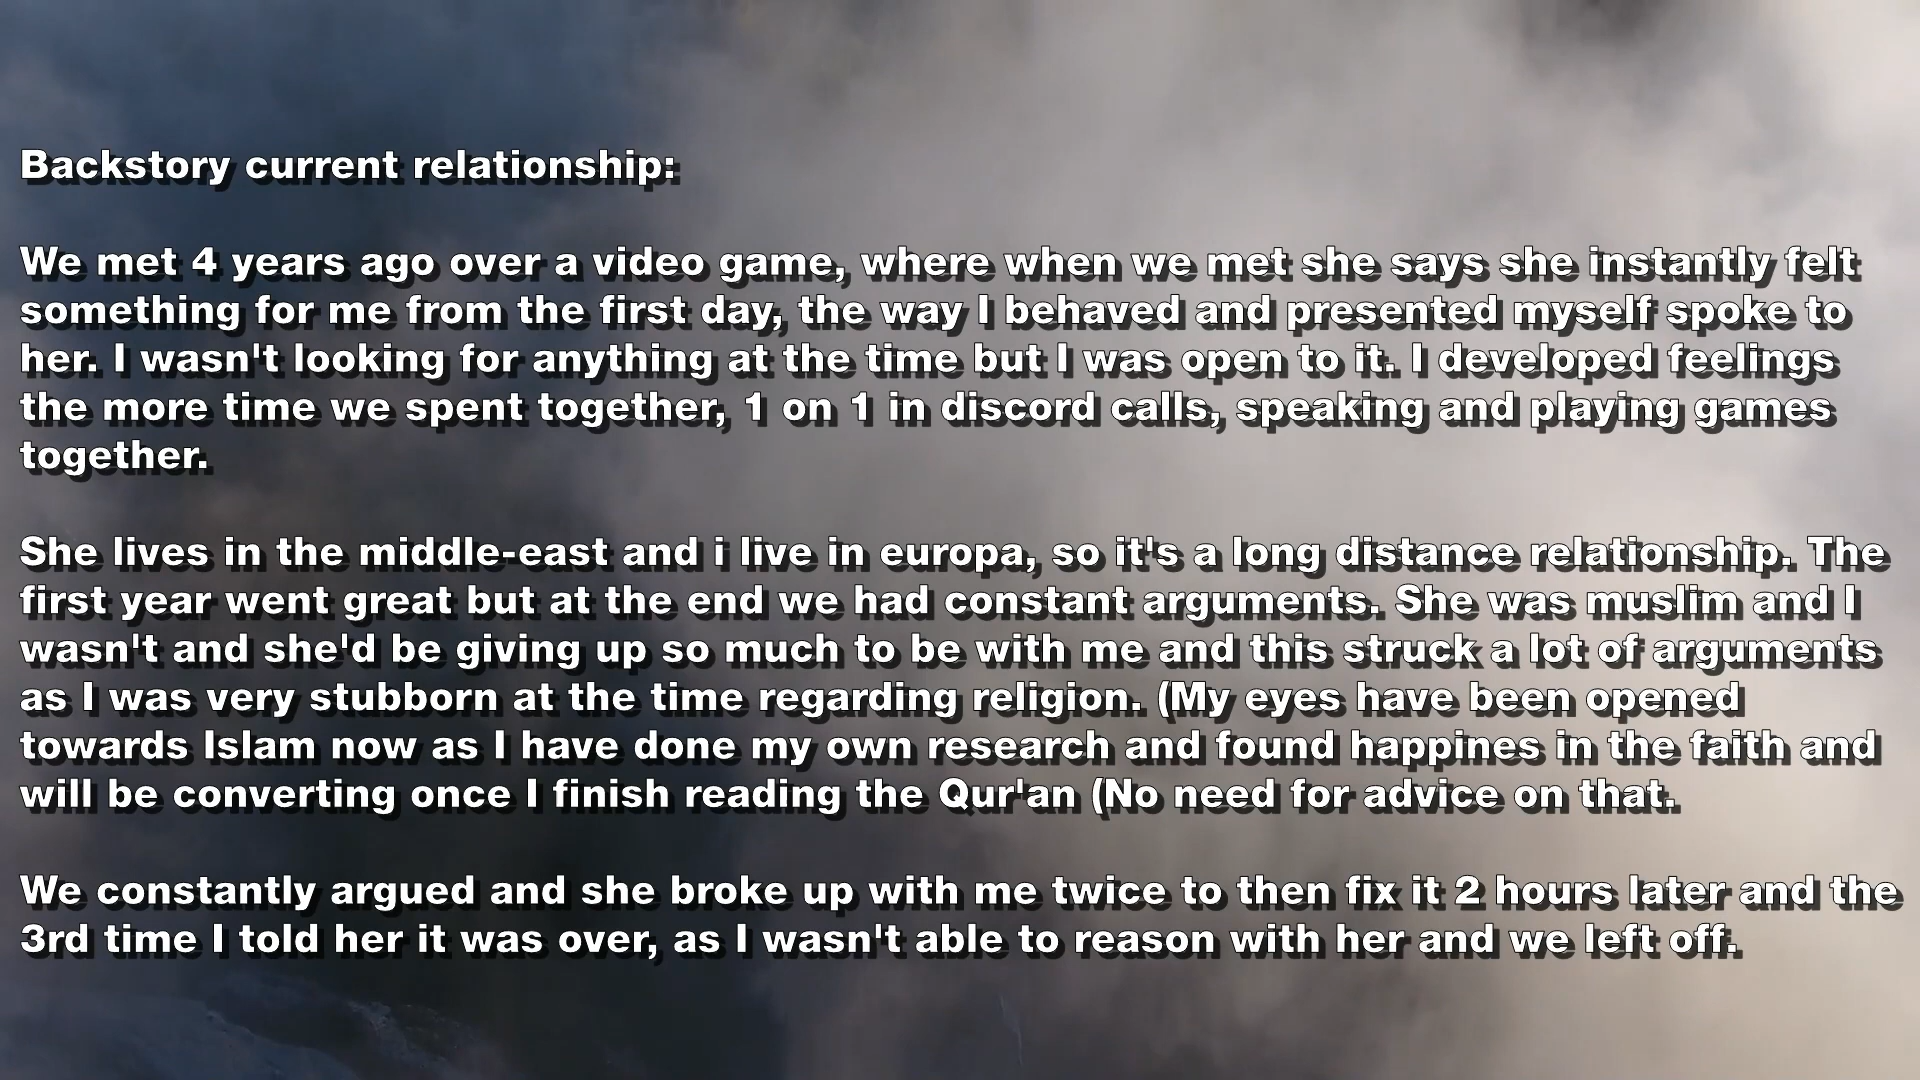 Backstory current relationship:
We met 4 years ago over a video game, where when we met she says she instantly felt
something for me from the first day, the way I behaved and presented myself spoke to
her. I wasn't looking for anything at the time but I was open to it. I developed feelings
the more time we spent together, 1 on 1 in discord calls, speaking and playing games
together.
She lives in the middle-east and i live in europa, so it's a long distance relationship. The
first year went great but at the end we had constant arguments. She was muslim and I
wasn't and she'd be giving up so much to be with me and this struck a lot of arguments
as I was very stubborn at the time regarding religion. (My eyes have been opened
towards Islam now as I have done my own research and found happines in the faith and
will be converting once I finish reading the Qur'an (No need for advice on that.
We constantly argued and she broke up with me twice to then fix it 2 hours later and the
3rd time I told her it was over, as I wasn't able to reason with her and we left off.